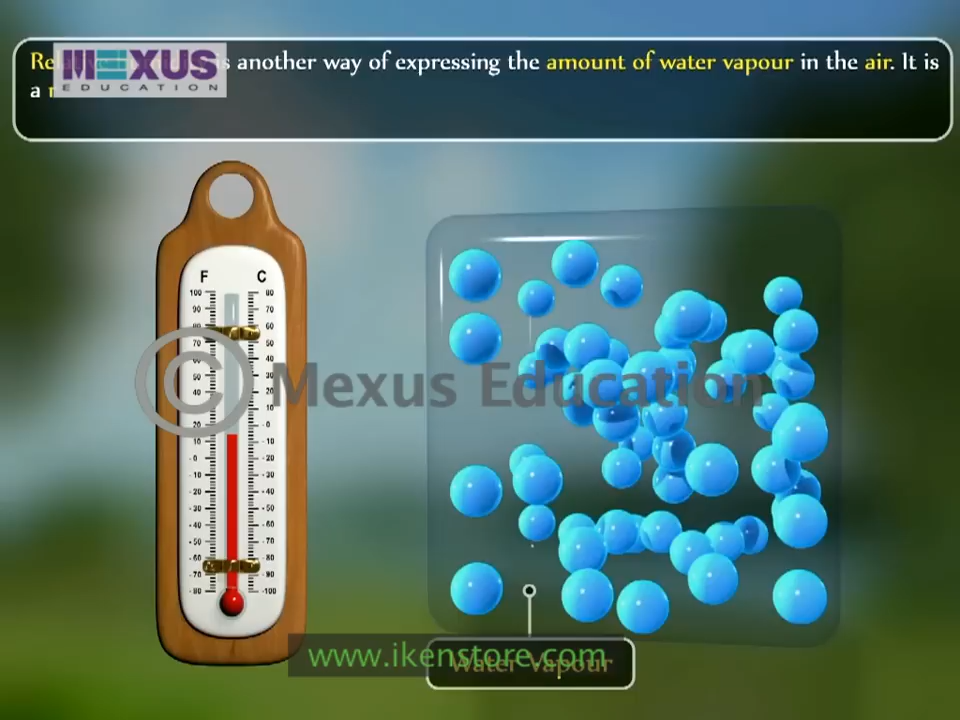 MEXUS
EDUCATION
is another way of expressing the amount of water vapour in the air. It is
a
F C
100 80
90 70
80 60
70 50
60 40
50 30
40 20
30 10
20 -0
10 -10
-0 -20
-10 -30
-20 -40
-30 -50
-40 -60
-50 -70
-60 -80
-70 -90
-80 -100
© Mexus Education
www.ikenstore.com
Water Vapour